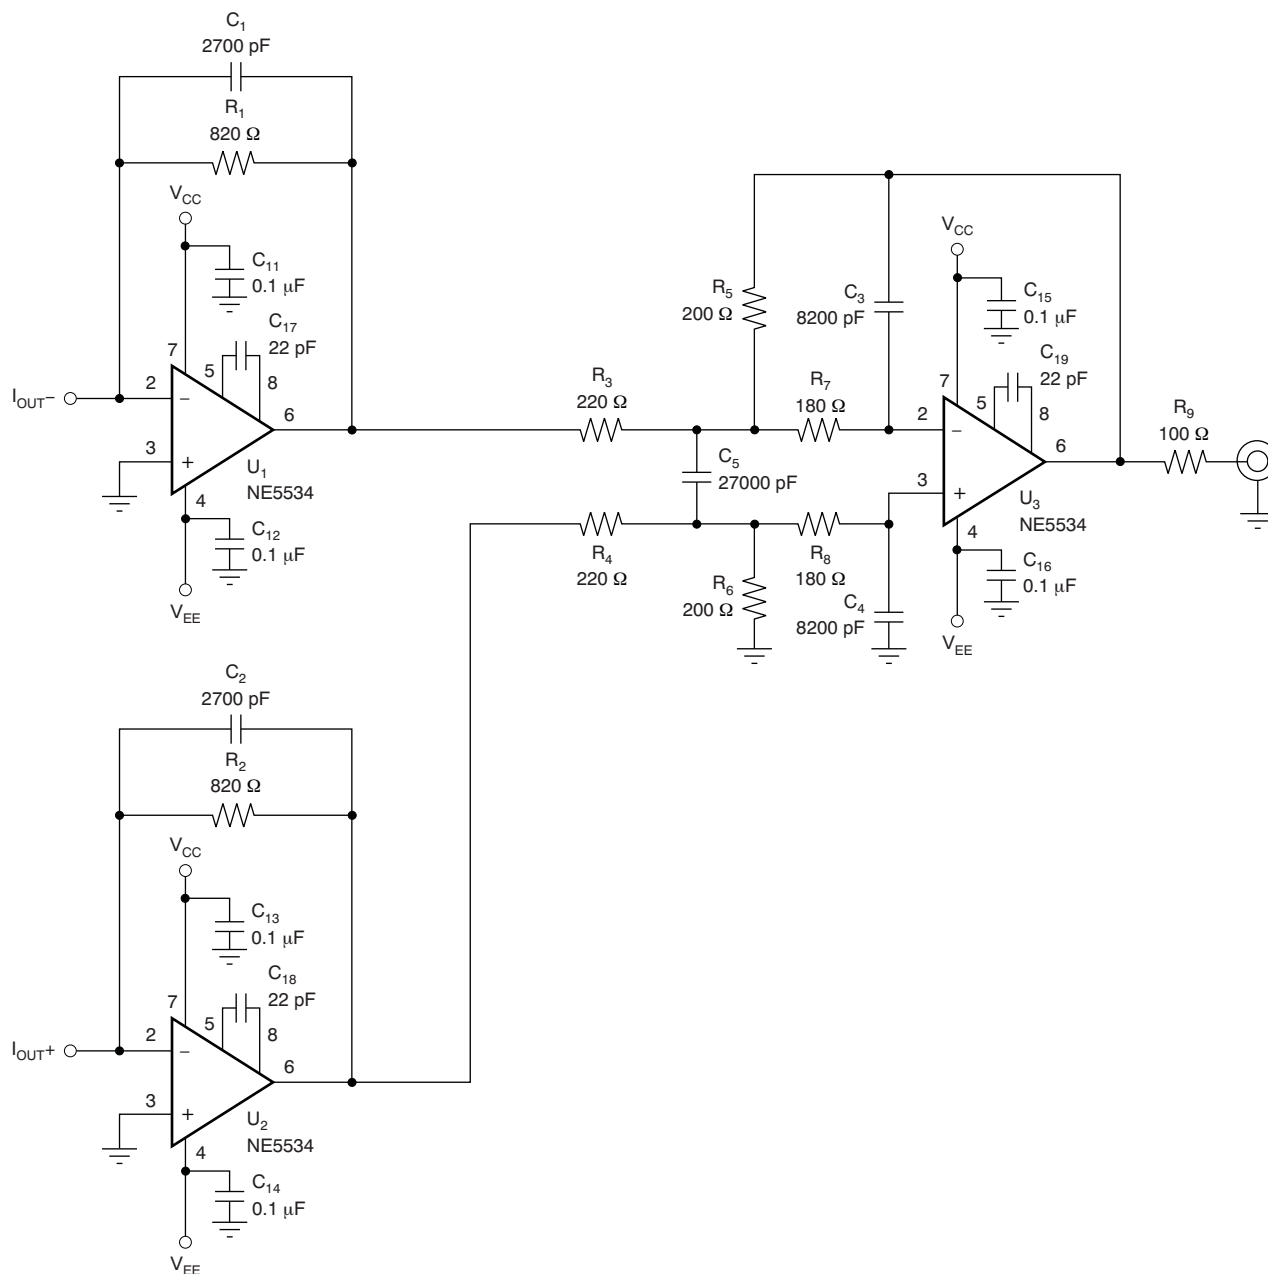 C1
2700 pF
R1
820 Ω
VCC
C11
0.1 μF
C17
22 pF
7
5
8
IOUT–
2
–
6
3
+
U1
NE5534
4
C12
0.1 μF
VEE
R3
220 Ω
C5
27000 pF
R4
220 Ω
R5
200 Ω
C3
8200 pF
R7
180 Ω
R8
180 Ω
R6
200 Ω
C4
8200 pF
VCC
C15
0.1 μF
C19
22 pF
7
5
8
2
–
6
3
+
U3
NE5534
4
C16
0.1 μF
VEE
R9
100 Ω
C2
2700 pF
R2
820 Ω
VCC
C13
0.1 μF
C18
22 pF
7
5
8
IOUT+
2
–
6
3
+
U2
NE5534
4
C14
0.1 μF
VEE